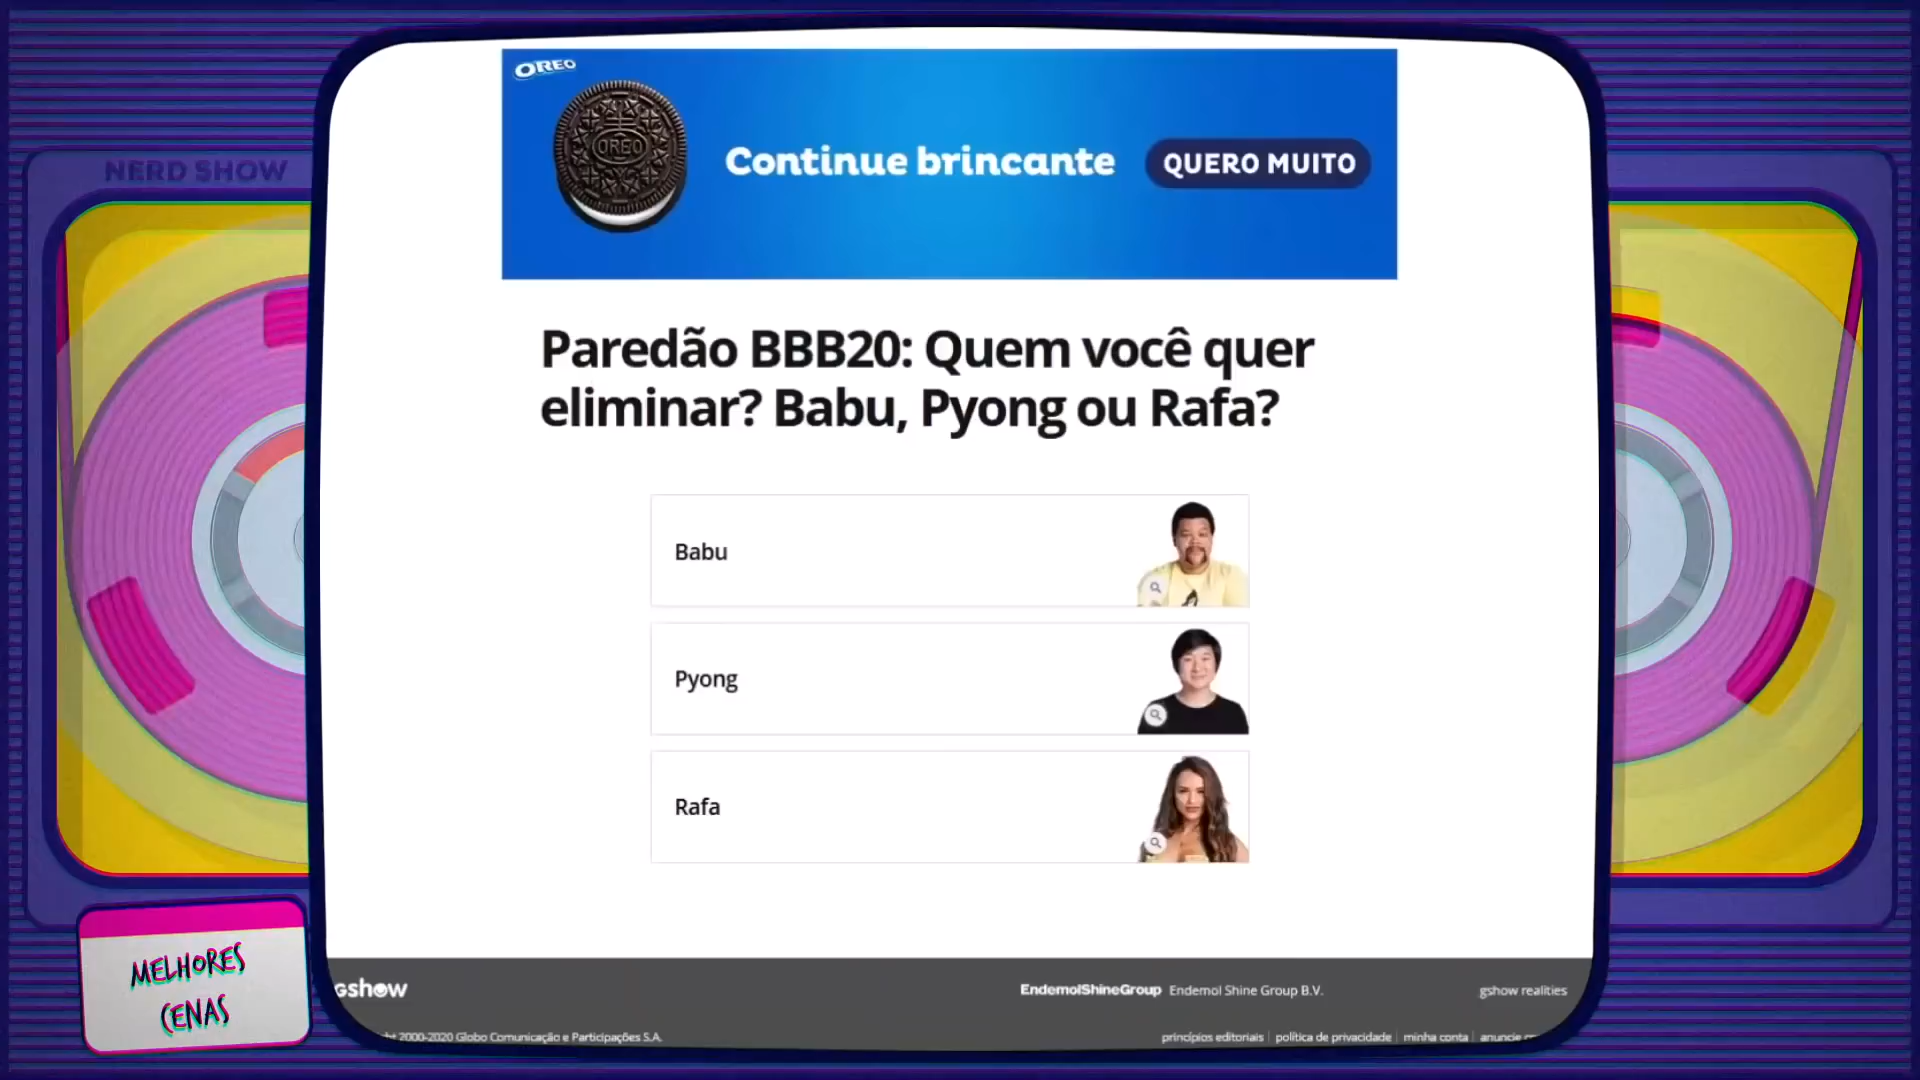 OREO
OREO
Continue brincante
QUERO MUITO
NERD SHOW
Paredão BBB20: Quem você quer
eliminar? Babu, Pyong ou Rafa?
Babu
Pyong
Rafa
MELHORES
CENAS
gshow
EndemolShineGroup Endemol Shine Group B.V.
gshow realities
2000-2020 Globo Comunicação e Participações S.A.
princípios editoriais
política de privacidade
minha conta
anuncie